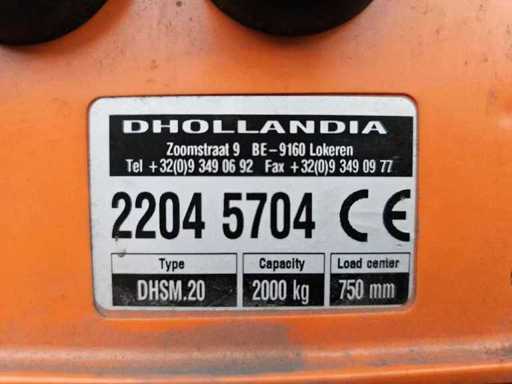 DHOLLANDIA
Zoomstraat 9 BE-9160 Lokeren
Tel +32(0)9 349 06 92 Fax +32(0)9 349 09 77
2204 5704 CE
Type Capacity Load center
DHSM.20 2000 kg 750 mm